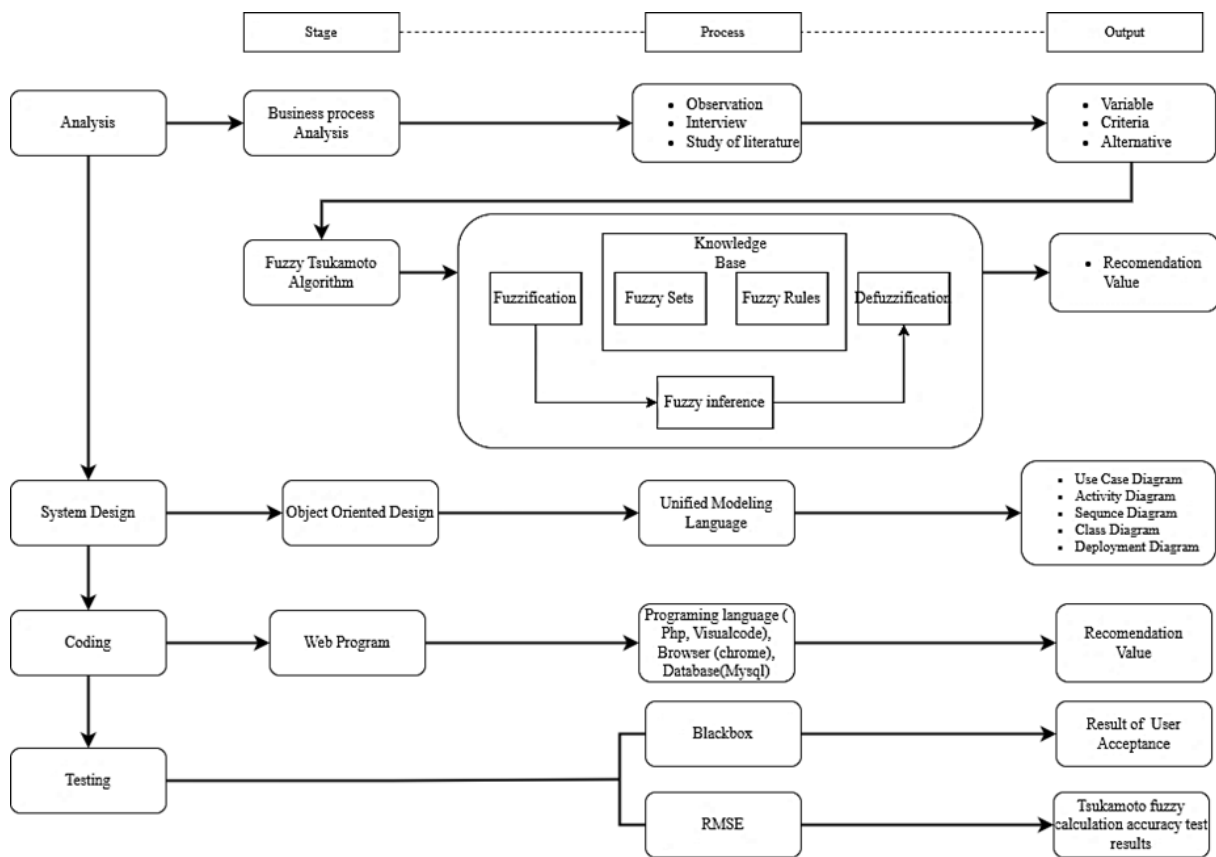 Stage
Process
Output
Analysis
Business process
Analysis
▪ Observation
▪ Interview
▪ Study of literature
▪ Variable
▪ Criteria
▪ Alternative
Fuzzy Tsukamoto
Algorithm
Knowledge
Base
Fuzzification
Fuzzy Sets
Fuzzy Rules
Defuzzification
Fuzzy inference
▪ Recomendation
Value
System Design
Object Oriented Design
Unified Modeling
Language
▪ Use Case Diagram
▪ Activity Diagram
▪ Sequnce Diagram
▪ Class Diagram
▪ Deployment Diagram
Coding
Web Program
Programing language (
Php, Visualcode),
Browser (chrome),
Database(Mysql)
Recomendation
Value
Testing
Blackbox
Result of User
Acceptance
RMSE
Tsukamoto fuzzy
calculation accuracy test
results